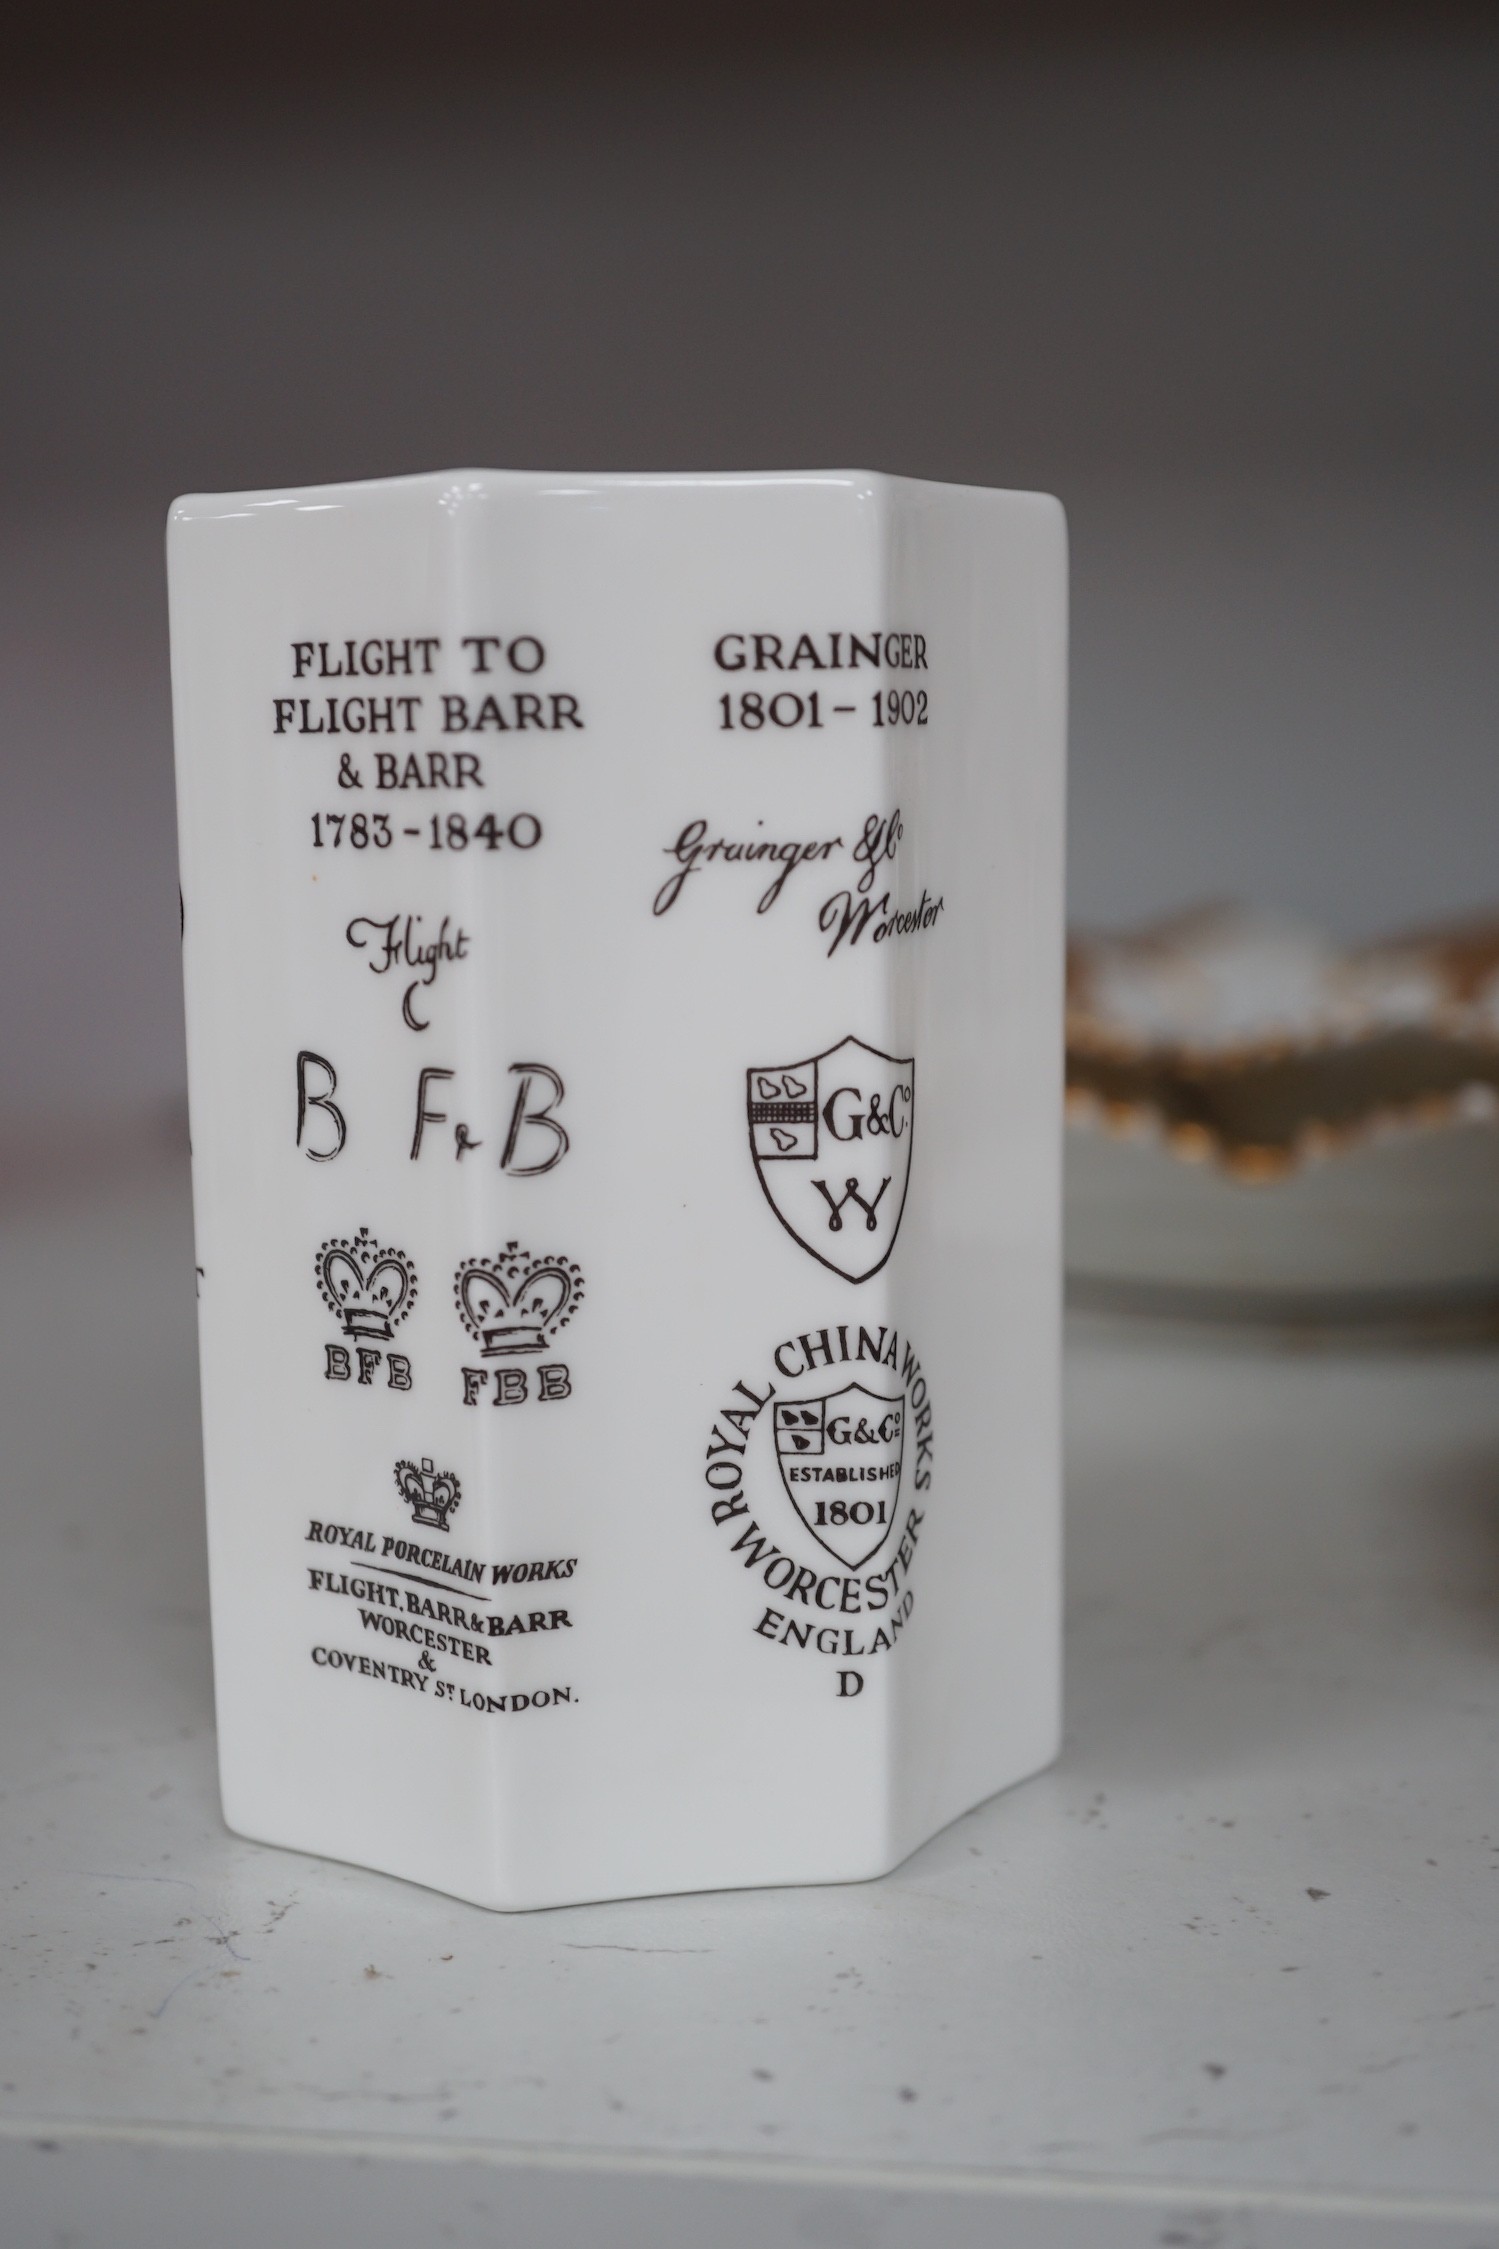 FLIGHT TO
FLIGHT BARR
& BARR
1783-1840
Flight
B F&B
BFB FBB
ROYAL PORCELAIN WORKS
FLIGHT, BARR & BARR
WORCESTER
&
COVENTRY ST LONDON.
GRAINGER
1801-1902
Grainger & Co
Worcester
G&Co
W
ROYAL CHINA WORKS
G&Co
ESTABLISHED
1801
WORCESTER
ENGLAND
D